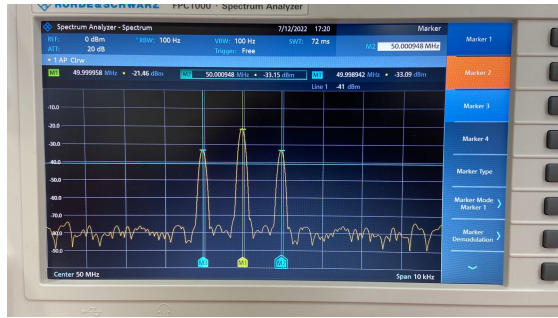 ROHDE&SCHWARZ FPC1000 · Spectrum Analyzer
Spectrum Analyzer - Spectrum 7/12/2022 17:20 Marker
REF: 0 dBm *RBW: 100 Hz VBW: 100 Hz SWT: 72 ms
ATT: 20 dB Trigger: Free M2 50.000948 MHz
1 AP Clrw
M1 49.999958 MHz • -21.46 dBm 50.000948 MHz • -33.15 dBm 49.998942 MHz • -33.09 dBm
Line 1 -41 dBm
-10.0
-20.0
-30.0
-40.0
-50.0
-60.0
-70.0
-80.0
-90.0
M3 M1 M2
Center 50 MHz Span 10 kHz
Marker 1
Marker 2
Marker 3
Marker 4
Marker Type
Marker Mode
Marker 1
Marker
Demodulation